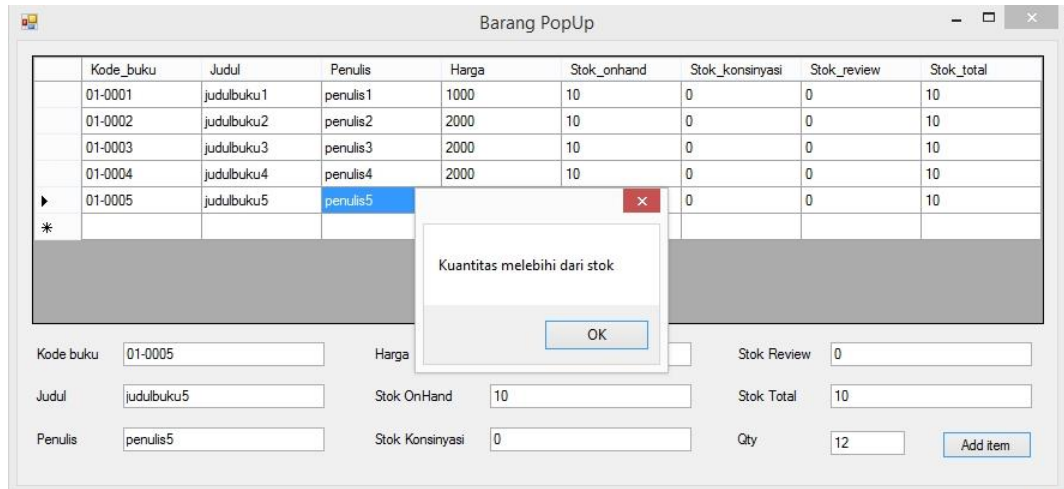 Barang PopUp
Kode_buku Judul Penulis Harga Stok_onhand Stok_konsinyasi Stok_review Stok_total
01-0001 judulbuku1 penulis1 1000 10 0 0 10
01-0002 judulbuku2 penulis2 2000 10 0 0 10
01-0003 judulbuku3 penulis3 2000 10 0 0 10
01-0004 judulbuku4 penulis4 2000 10 0 0 10
01-0005 judulbuku5 penulis5 0 0 10
Kuantitas melebihi dari stok
OK
Kode buku 01-0005 Harga Stok Review 0
Judul judulbuku5 Stok OnHand 10 Stok Total 10
Penulis penulis5 Stok Konsinyasi 0 Qty 12 Add item